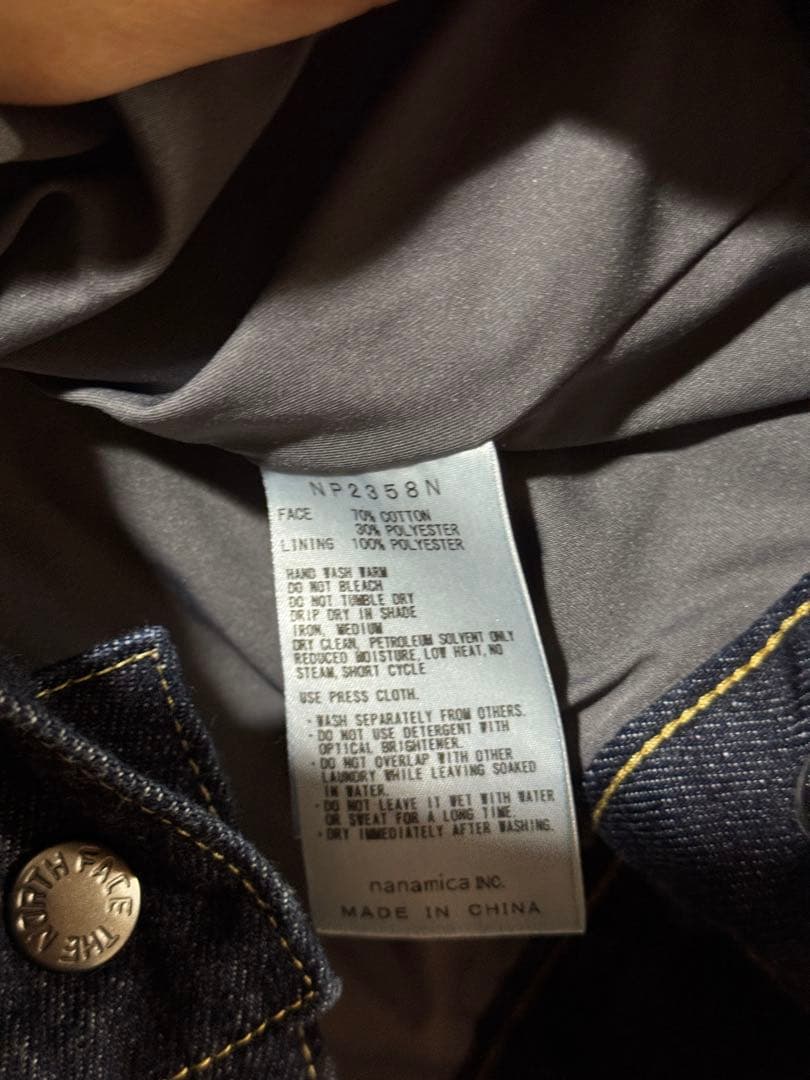 NP2358N
FACE 70% COTTON
30% POLYESTER
LINING 100% POLYESTER
HAND WASH WARM
DO NOT BLEACH
DO NOT TUMBLE DRY
DRIP DRY IN SHADE
IRON, MEDIUM
DRY CLEAN, PETROLEUM SOLVENT ONLY
REDUCED MOISTURE, LOW HEAT, NO
STEAM, SHORT CYCLE
USE PRESS CLOTH.
・WASH SEPARATELY FROM OTHERS.
・DO NOT USE DETERGENT WITH
OPTICAL BRIGHTENER.
・DO NOT OVERLAP WITH OTHER
LAUNDRY WHILE LEAVING SOAKED
IN WATER.
・DO NOT LEAVE IT WET WITH WATER
OR SWEAT FOR A LONG TIME.
・DRY IMMEDIATELY AFTER WASHING.
nanamica INC.
MADE IN CHINA
THE NORTH FACE